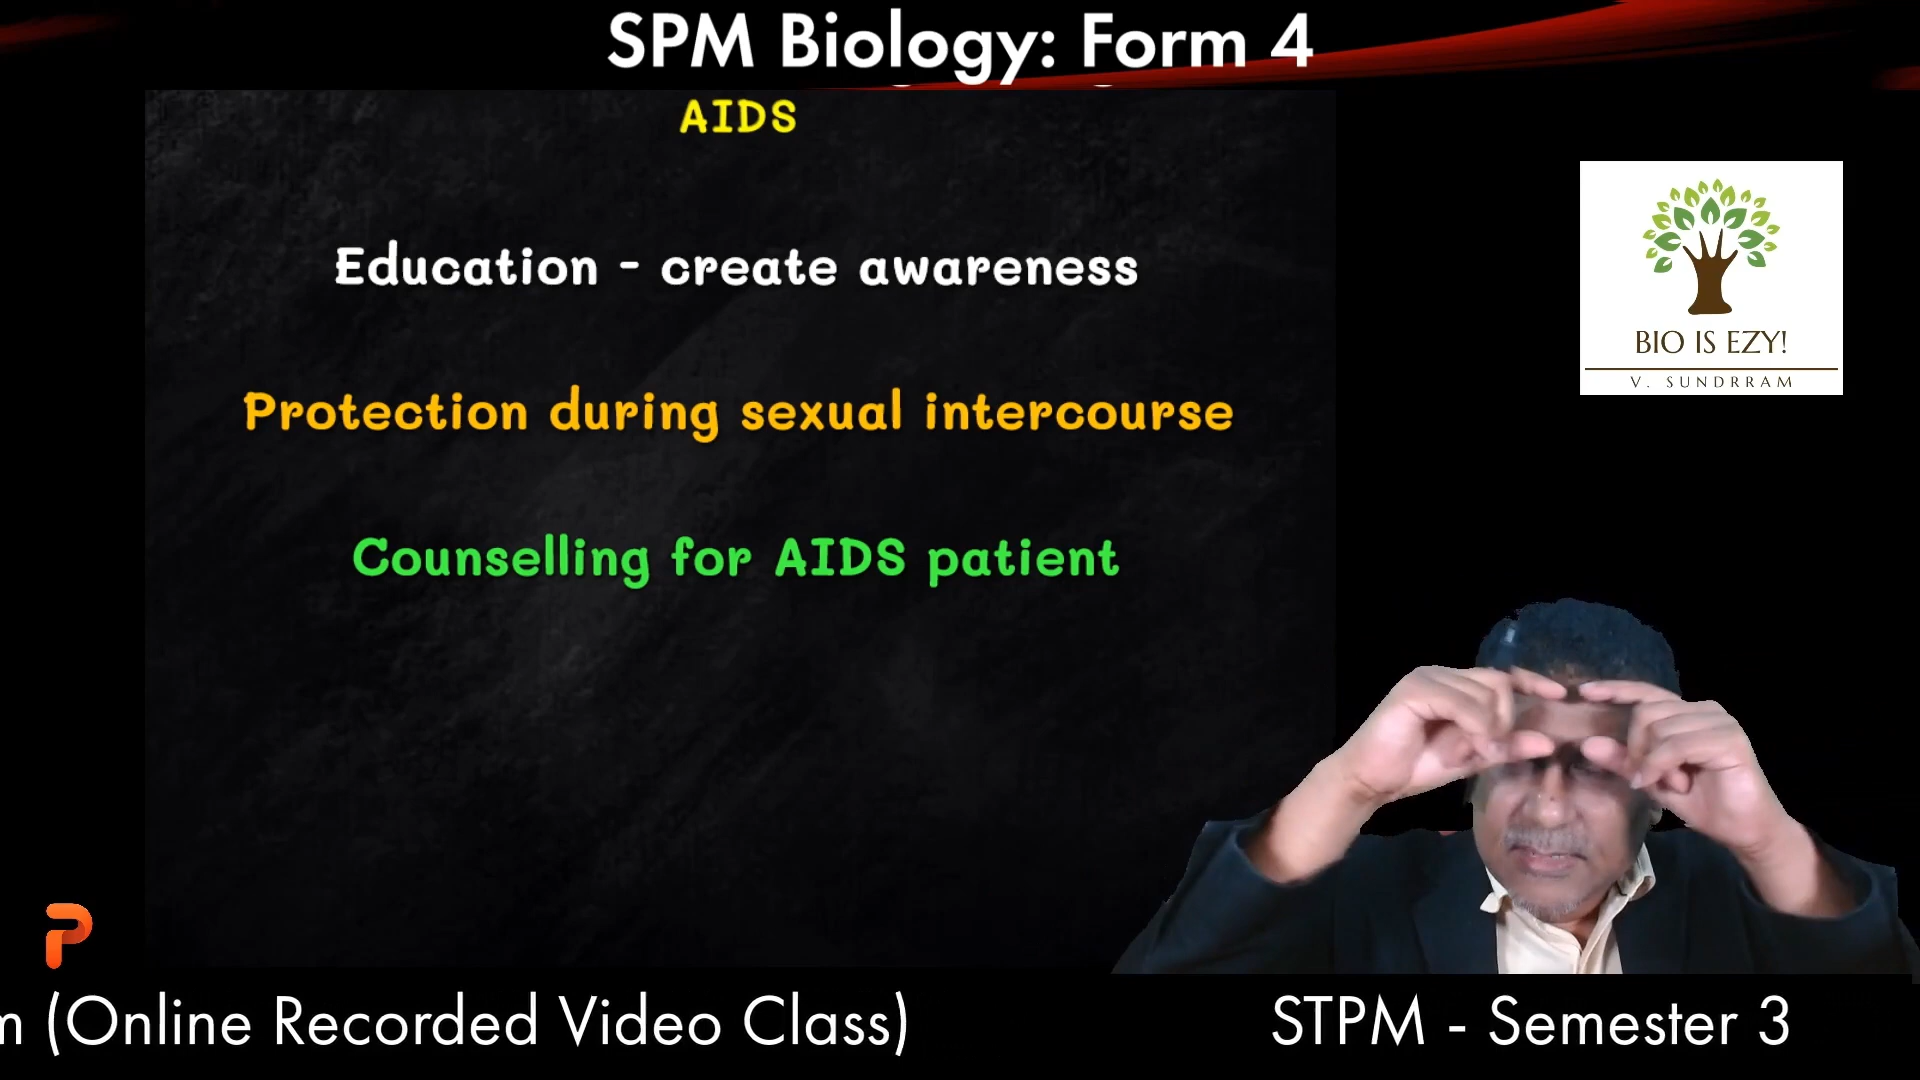 SPM Biology: Form 4
AIDS
Education - create awareness
Protection during sexual intercourse
Counselling for AIDS patient
BIO IS EZY!
V. SUNDRRAM
m (Online Recorded Video Class)
STPM - Semester 3